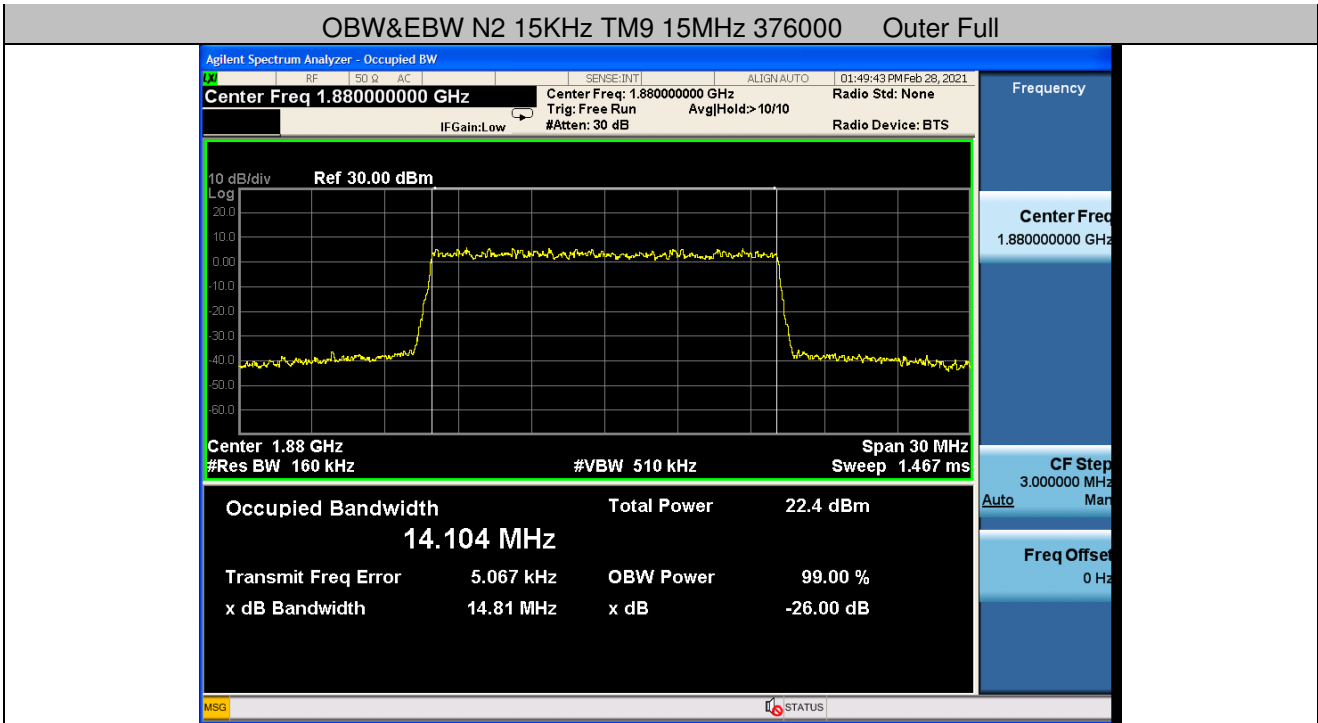 OBW&EBW N2 15KHz TM9 15MHz 376000 Outer Full
Agilent Spectrum Analyzer - Occupied BW
LXI RF 50 Ω AC SENSE:INT ALIGN AUTO 01:49:43 PM Feb 28, 2021
Center Freq 1.880000000 GHz
Center Freq: 1.880000000 GHz Radio Std: None
Trig: Free Run Avg|Hold:>10/10
IFGain:Low #Atten: 30 dB Radio Device: BTS
10 dB/div Ref 30.00 dBm
Log
20.0
10.0
0.00
-10.0
-20.0
-30.0
-40.0
-50.0
-60.0
Center 1.88 GHz Span 30 MHz
#Res BW 160 kHz #VBW 510 kHz Sweep 1.467 ms
Occupied Bandwidth Total Power 22.4 dBm
14.104 MHz
Transmit Freq Error 5.067 kHz OBW Power 99.00 %
x dB Bandwidth 14.81 MHz x dB -26.00 dB
Frequency
Center Freq
1.880000000 GHz
CF Step
3.000000 MHz
Auto Man
Freq Offset
0 Hz
MSG STATUS